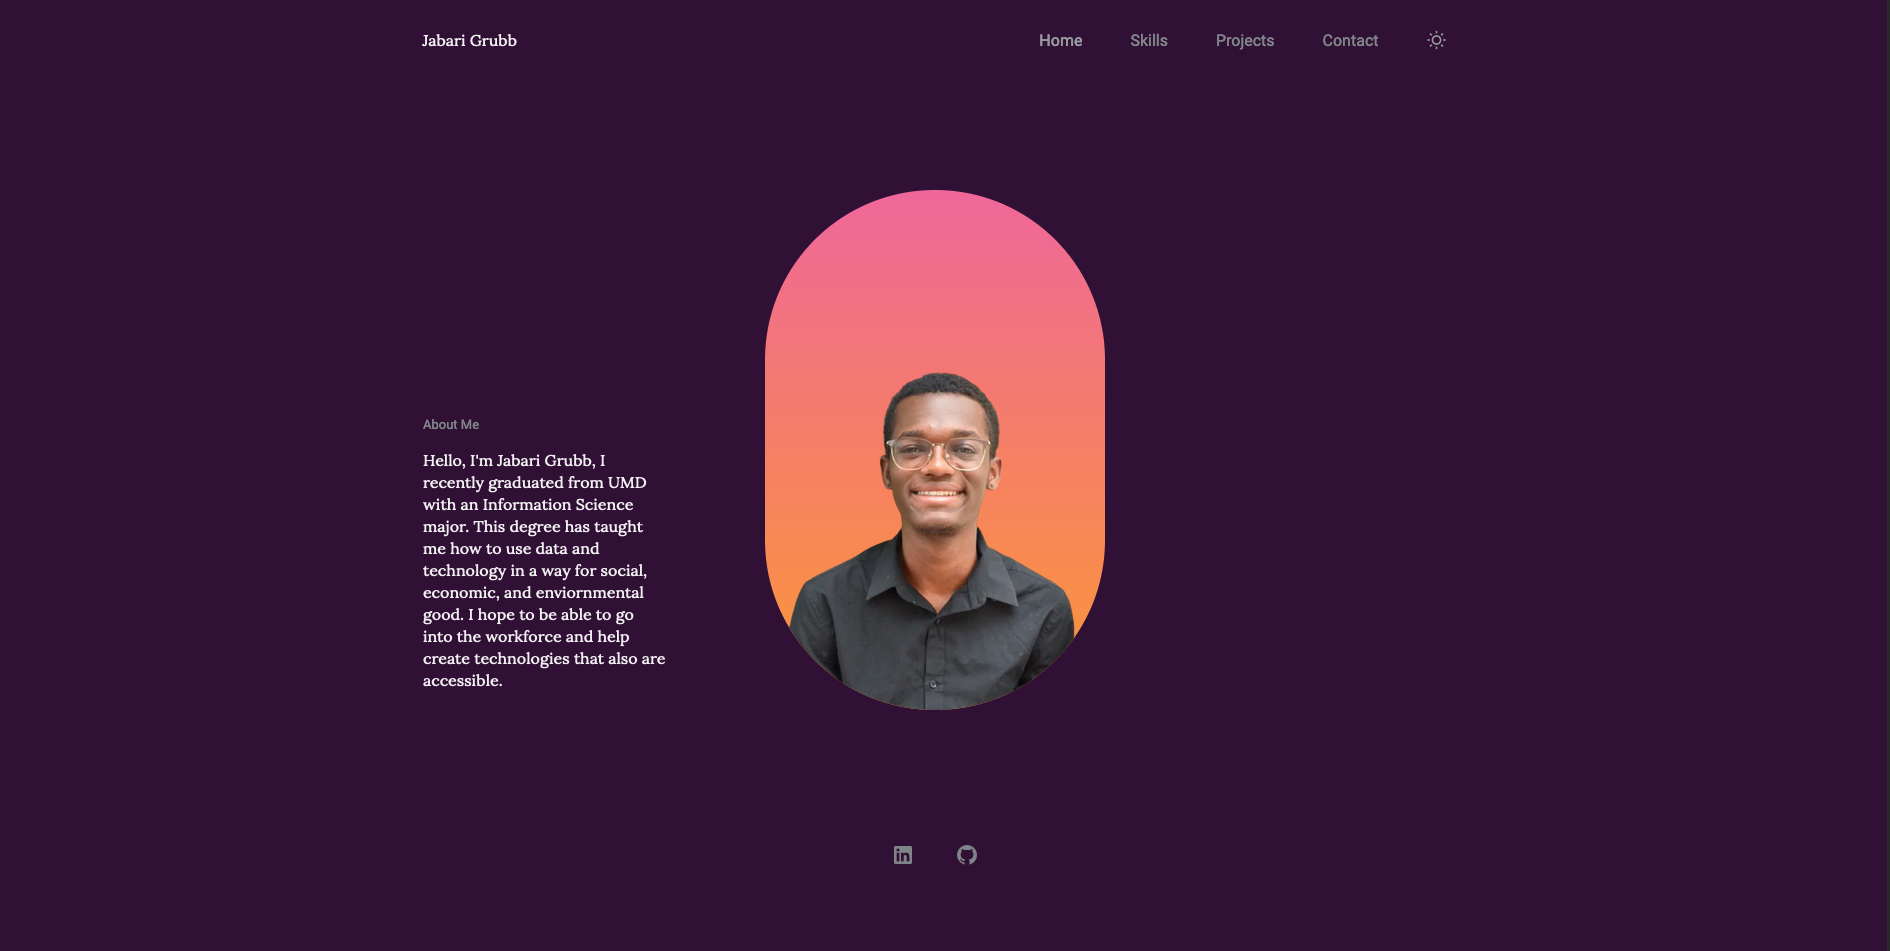 Jabari Grubb
Home
Skills
Projects
Contact
About Me
Hello, I'm Jabari Grubb, I
recently graduated from UMD
with an Information Science
major. This degree has taught
me how to use data and
technology in a way for social,
economic, and enviornmental
good. I hope to be able to go
into the workforce and help
create technologies that also are
accessible.
in